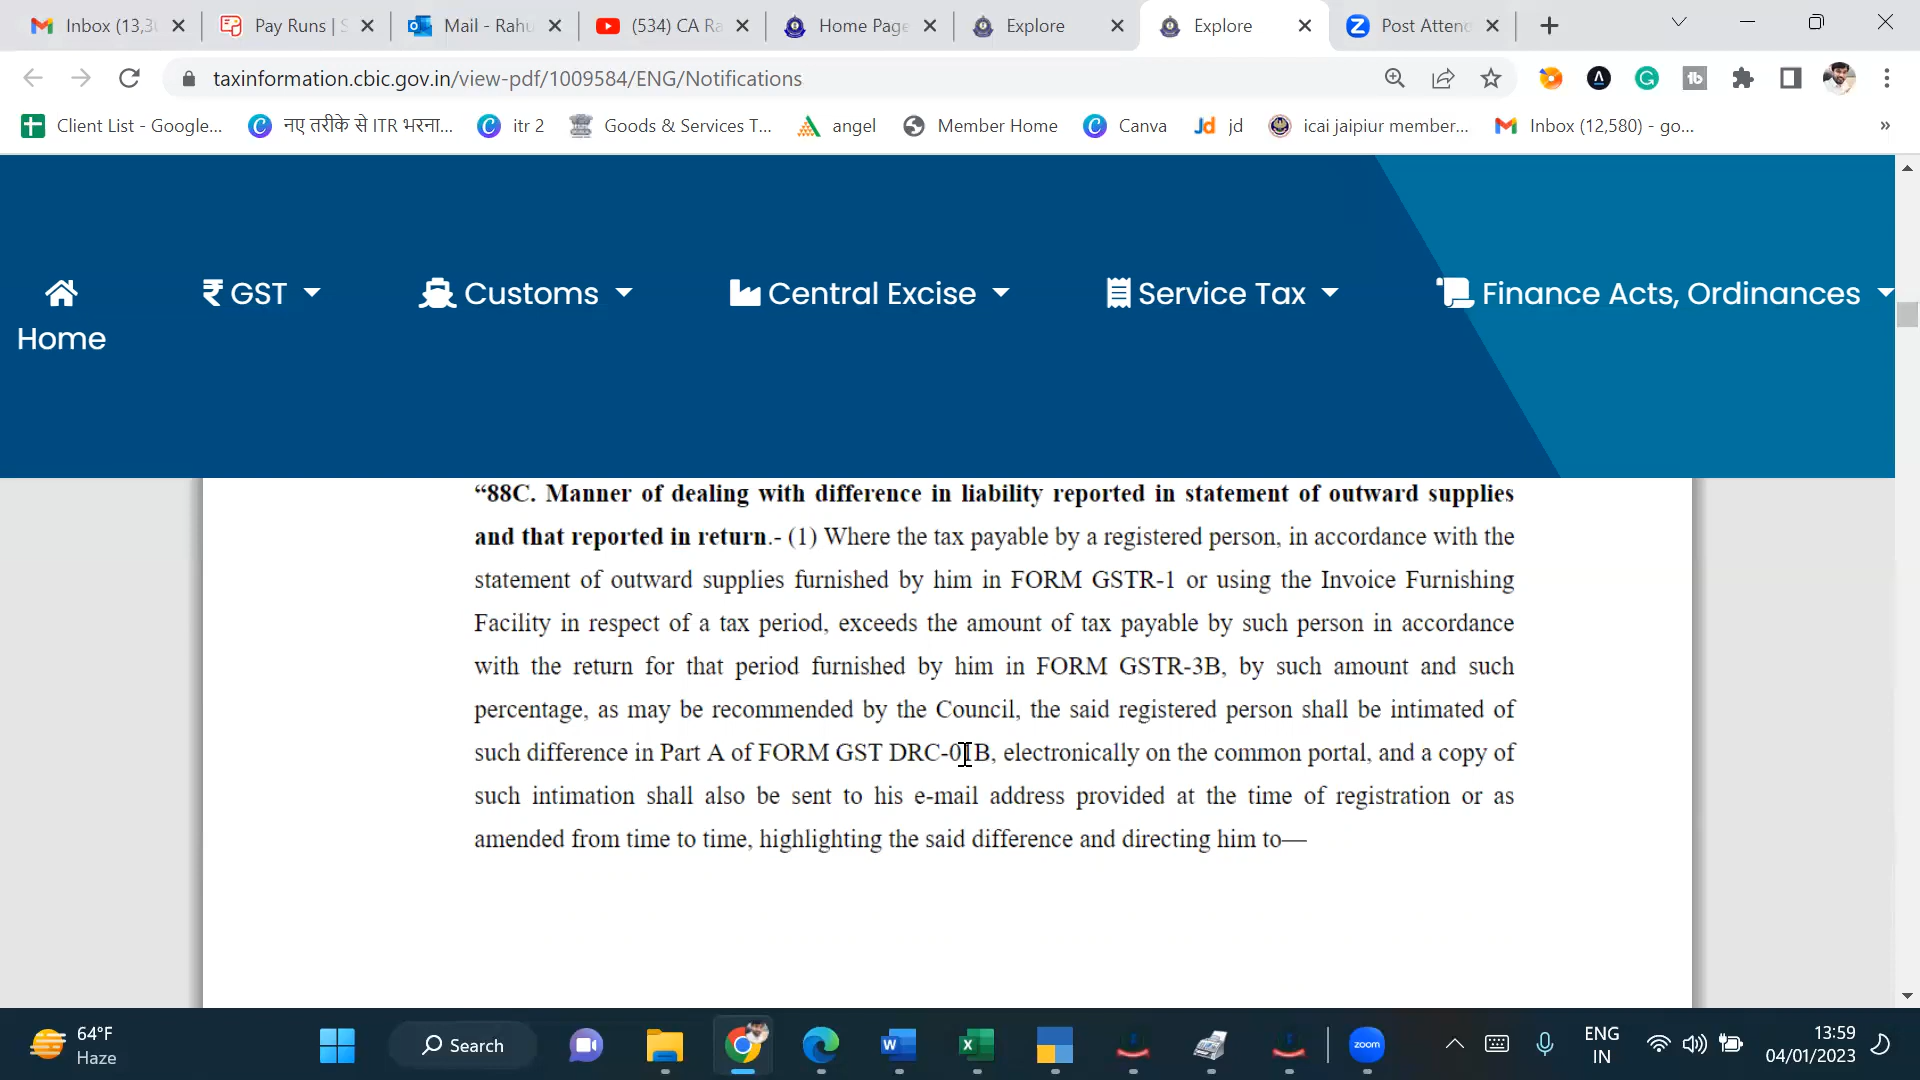 Inbox (13,3
Pay Runs | S
Mail - Rahu
(534) CA Ra
Home Page
Explore
Explore
Post Attend
taxinformation.cbic.gov.in/view-pdf/1009584/ENG/Notifications
Client List - Google...
नए तरीके से ITR भरना...
itr 2
Goods & Services T...
angel
Member Home
Canva
jd
icai jaipiur member...
Inbox (12,580) - go...
»
Home
GST
Customs
Central Excise
Service Tax
Finance Acts, Ordinances
“88C. Manner of dealing with difference in liability reported in statement of outward supplies
and that reported in return.- (1) Where the tax payable by a registered person, in accordance with the
statement of outward supplies furnished by him in FORM GSTR-1 or using the Invoice Furnishing
Facility in respect of a tax period, exceeds the amount of tax payable by such person in accordance
with the return for that period furnished by him in FORM GSTR-3B, by such amount and such
percentage, as may be recommended by the Council, the said registered person shall be intimated of
such difference in Part A of FORM GST DRC-01B, electronically on the common portal, and a copy of
such intimation shall also be sent to his e-mail address provided at the time of registration or as
amended from time to time, highlighting the said difference and directing him to—
64°F
Haze
Search
zoom
ENG
IN
13:59
04/01/2023